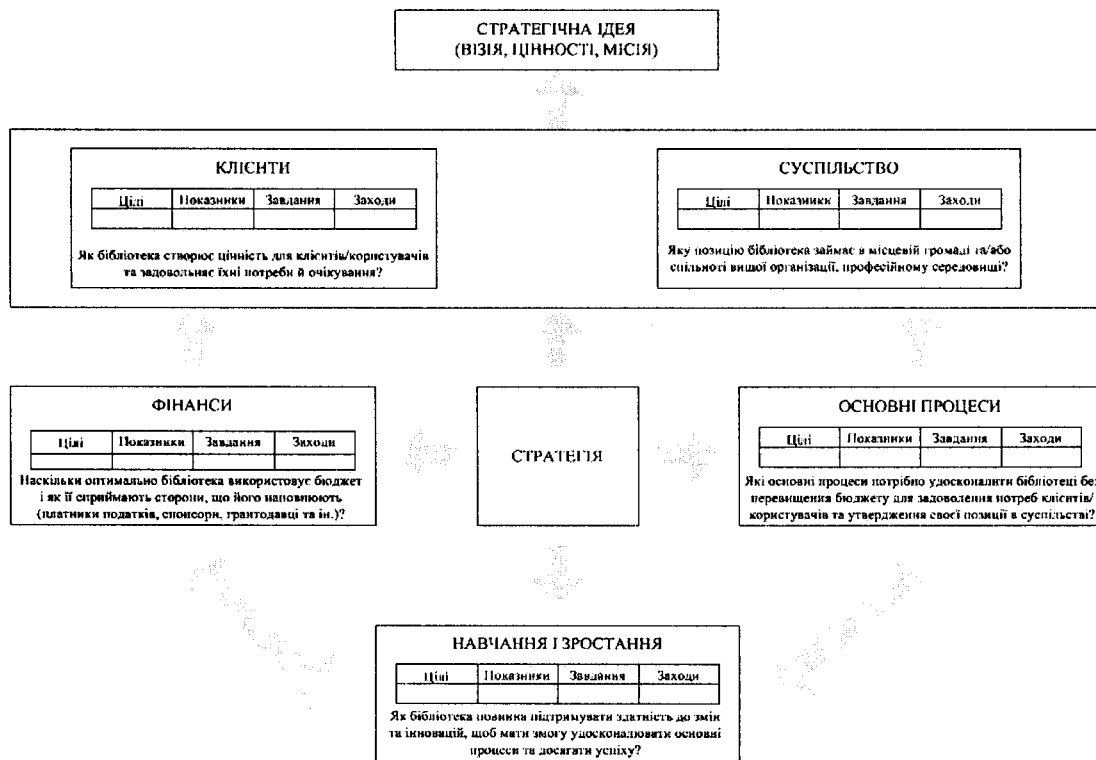 СТРАТЕГІЧНА ІДЕЯ
(ВІЗІЯ, ЦІННОСТІ, МІСІЯ)
КЛІЄНТИ
Цілі Показники Завдання Заходи
Як бібліотека створює цінність для клієнтів/користувачів
та задовольняє їхні потреби й очікування?
СУСПІЛЬСТВО
Цілі Показники Завдання Заходи
Яку позицію бібліотека займає в місцевій громаді та/або
спільноті вищої організації, професійному середовищі?
ФІНАНСИ
Цілі Показники Завдання Заходи
Наскільки оптимально бібліотека використовує бюджет
і як її сприймають сторони, що його наповнюють
(платники податків, спонсори, грантодавці та ін.)?
СТРАТЕГІЯ
ОСНОВНІ ПРОЦЕСИ
Цілі Показники Завдання Заходи
Які основні процеси потрібно удосконалити бібліотеці без
перевищення бюджету для задоволення потреб клієнтів/
користувачів та утвердження своєї позиції в суспільстві?
НАВЧАННЯ І ЗРОСТАННЯ
Цілі Показники Завдання Заходи
Як бібліотека повинна підтримувати здатність до змін
та інновацій, щоб мати змогу удосконалювати основні
процеси та досягати успіху?